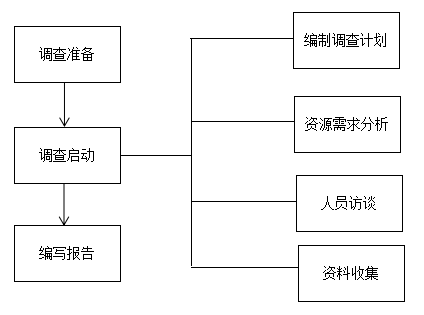 调查准备
调查启动
编写报告
编制调查计划
资源需求分析
人员访谈
资料收集